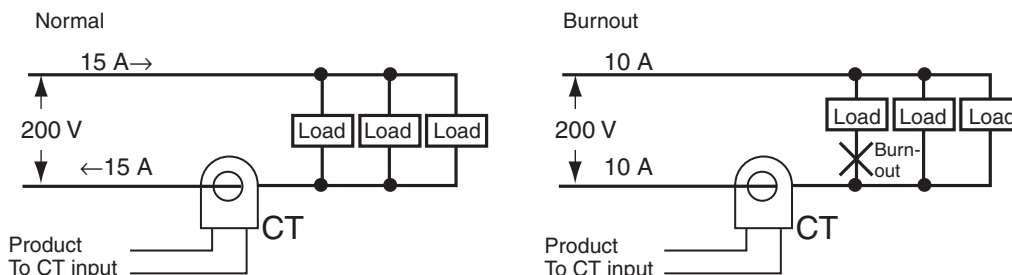 Normal
15 A→
200 V
Load Load Load
←15 A
CT
Product
To CT input
Burnout
10 A
200 V
Load Load Load
Burn-
out
10 A
CT
Product
To CT input